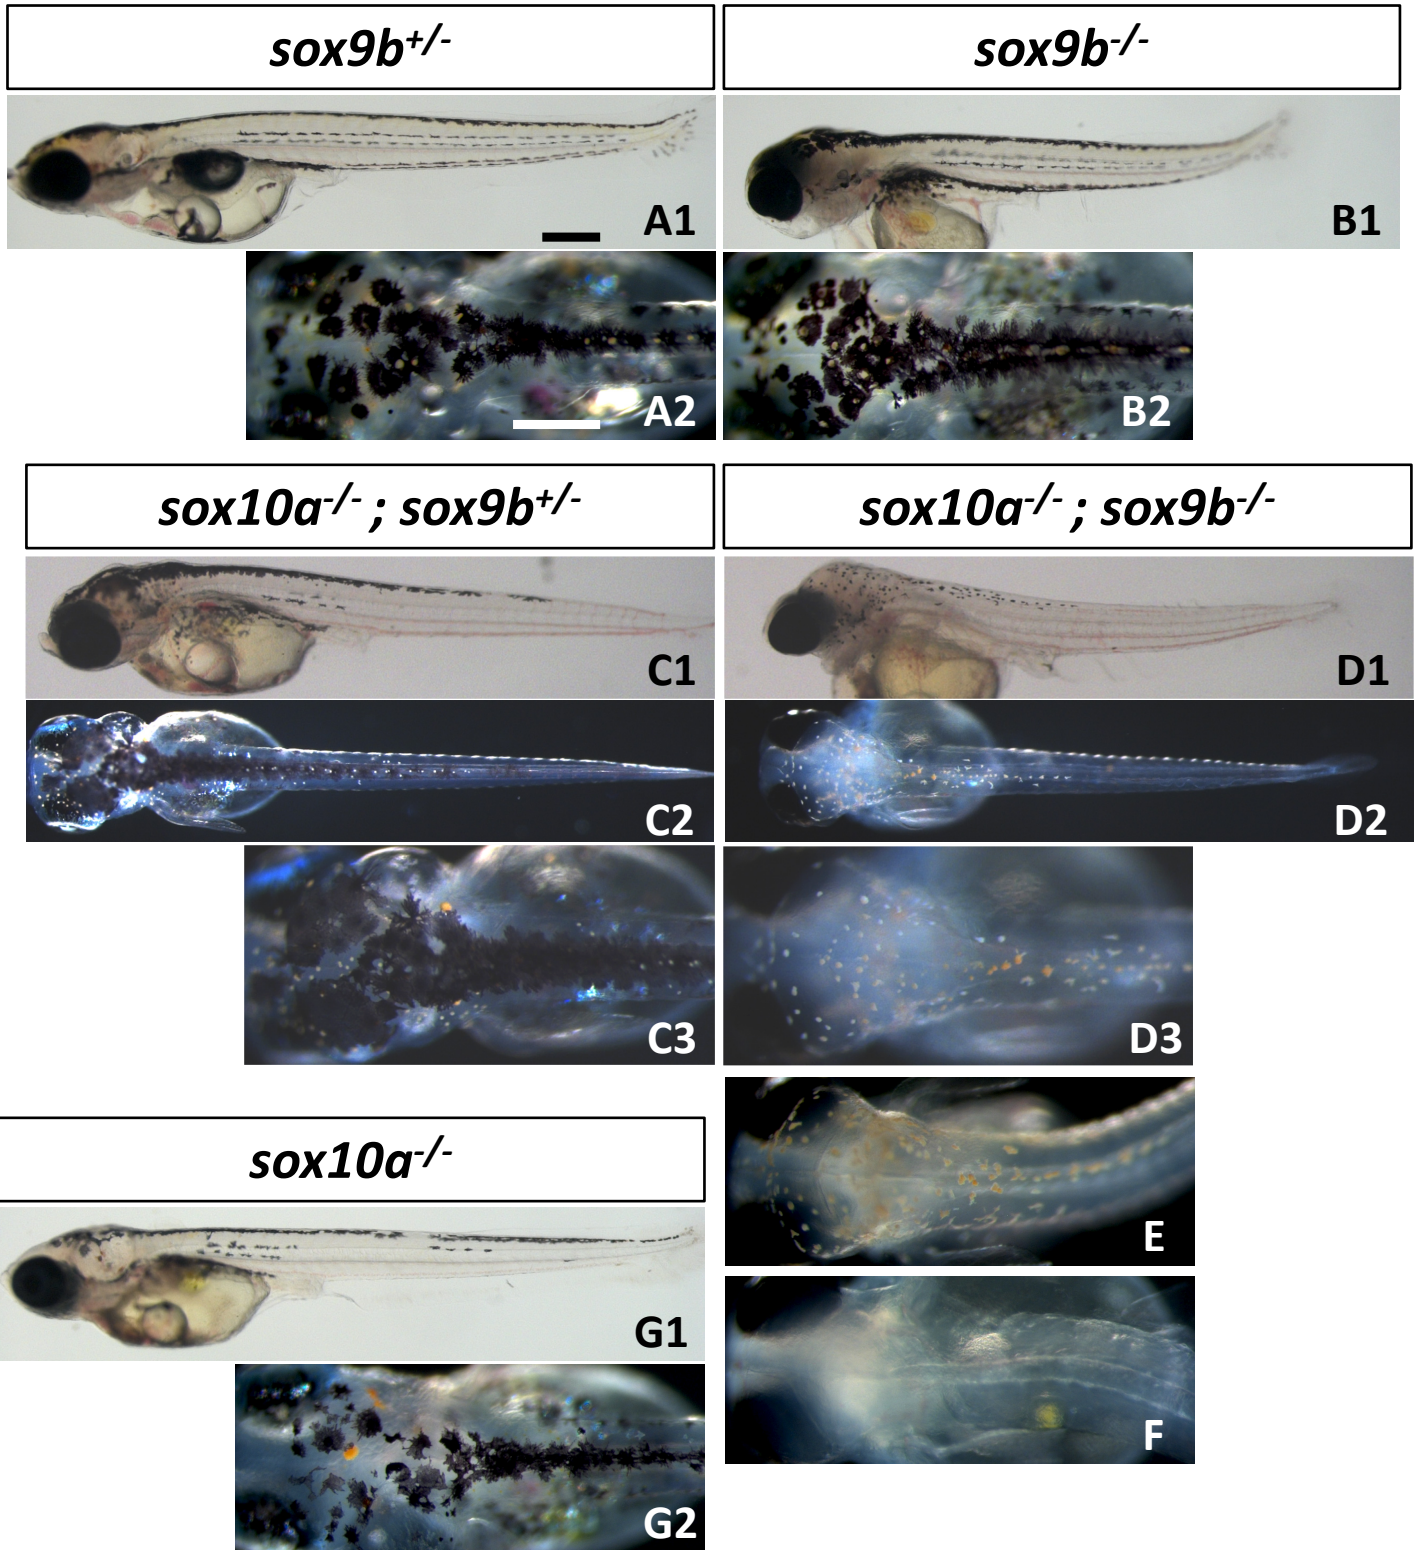 sox9b+/-
sox9b-/-
A1
B1
A2
B2
sox10a-/- ; sox9b+/-
sox10a-/- ; sox9b-/-
C1
D1
C2
D2
C3
D3
sox10a-/-
E
G1
F
G2